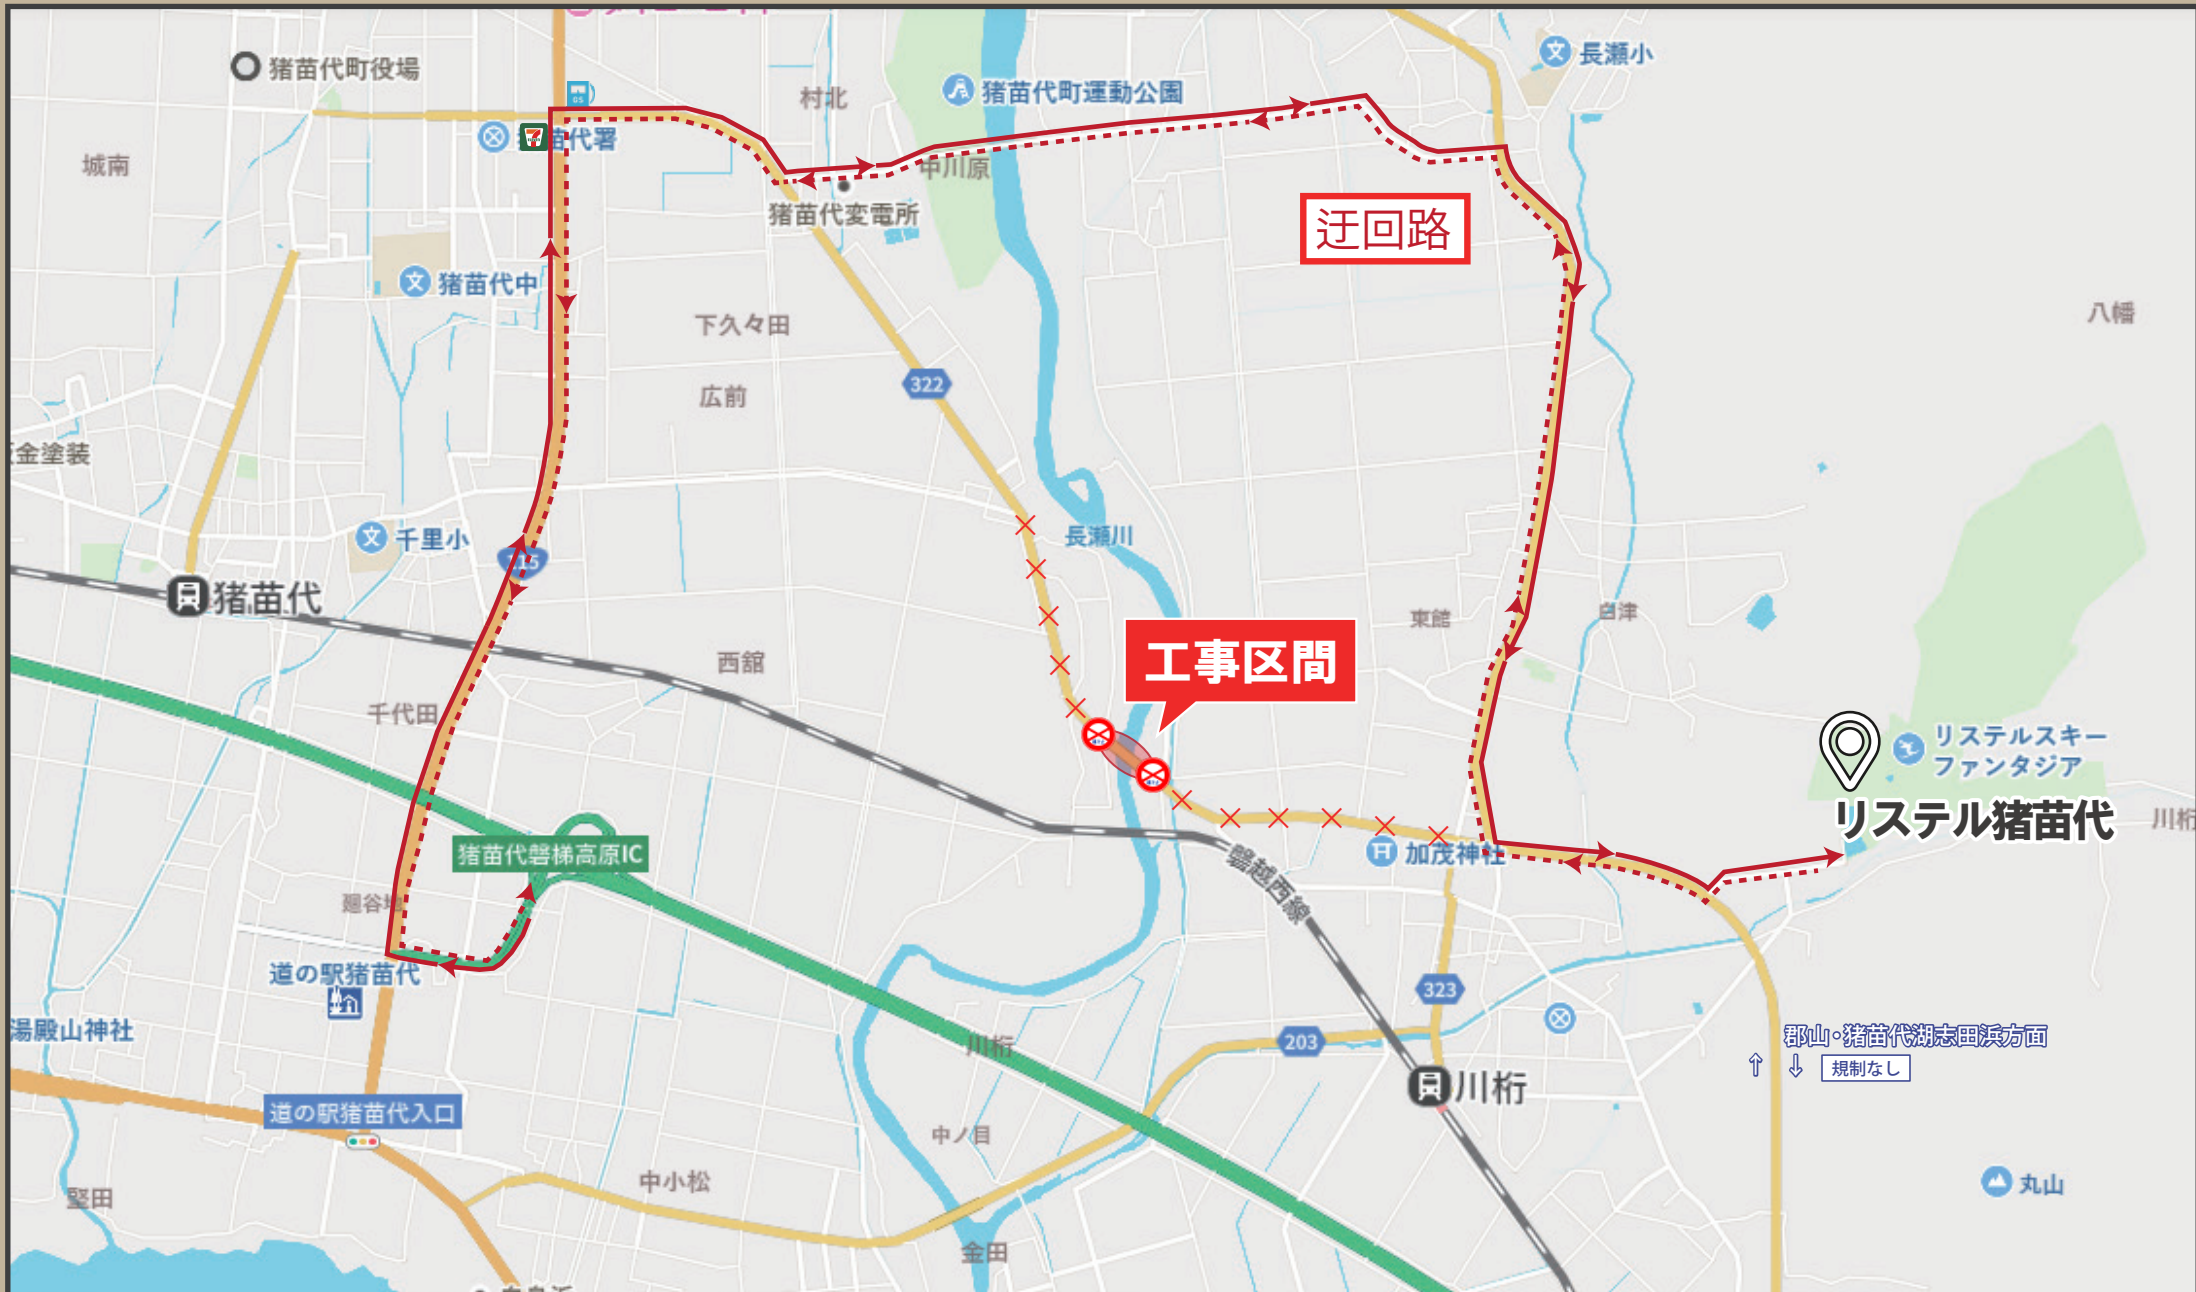 猪苗代町役場
長瀬小
村北
猪苗代町運動公園
GS
城南
苗代署
中川原
猪苗代変電所
迂回路
猪苗代中
八幡
下久々田
322
広前
金塗装
長瀬川
千里小
115
猪苗代
東館
白津
西舘
工事区間
千代田
リステルスキー
ファンタジア
リステル猪苗代
川桁
猪苗代磐梯高原IC
加茂神社
磐越西線
廻谷地
道の駅猪苗代
323
湯殿山神社
203
川桁
郡山・猪苗代湖志田浜方面
↑ ↓ 規制なし
川桁
道の駅猪苗代入口
中ノ目
中小松
丸山
堅田
金田